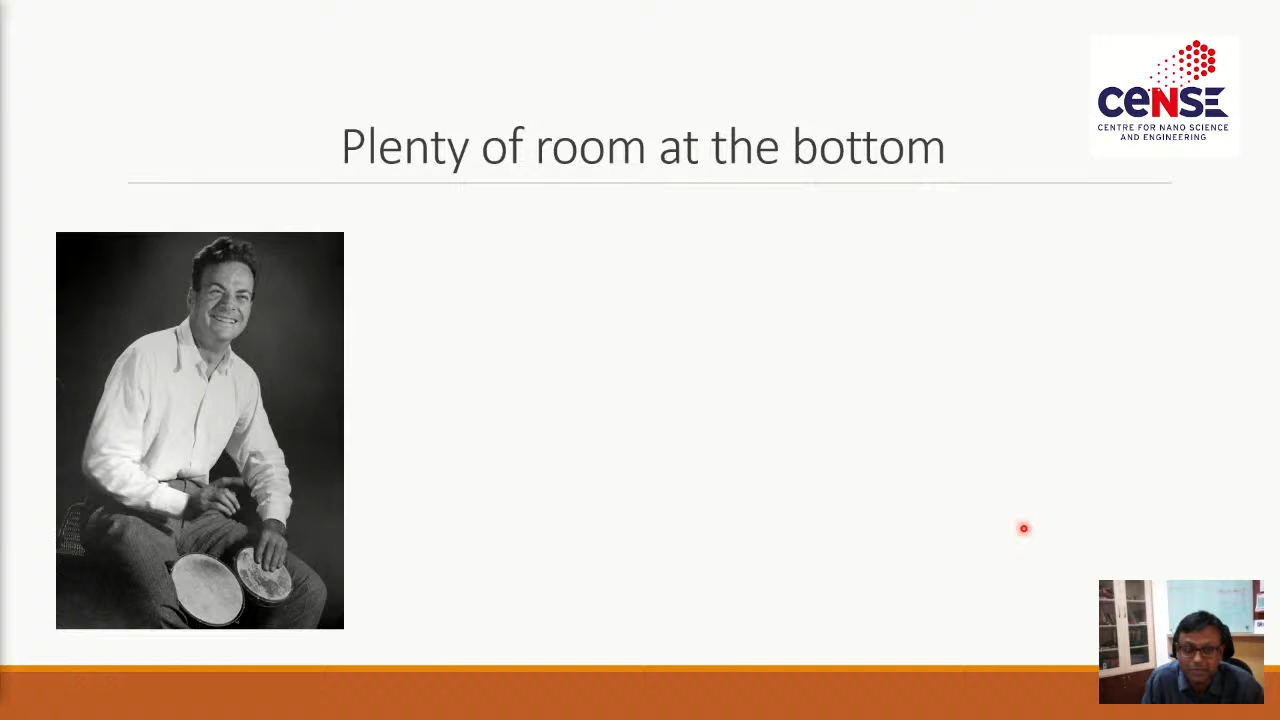 Plenty of room at the bottom
CeNSE
CENTRE FOR NANO SCIENCE
AND ENGINEERING